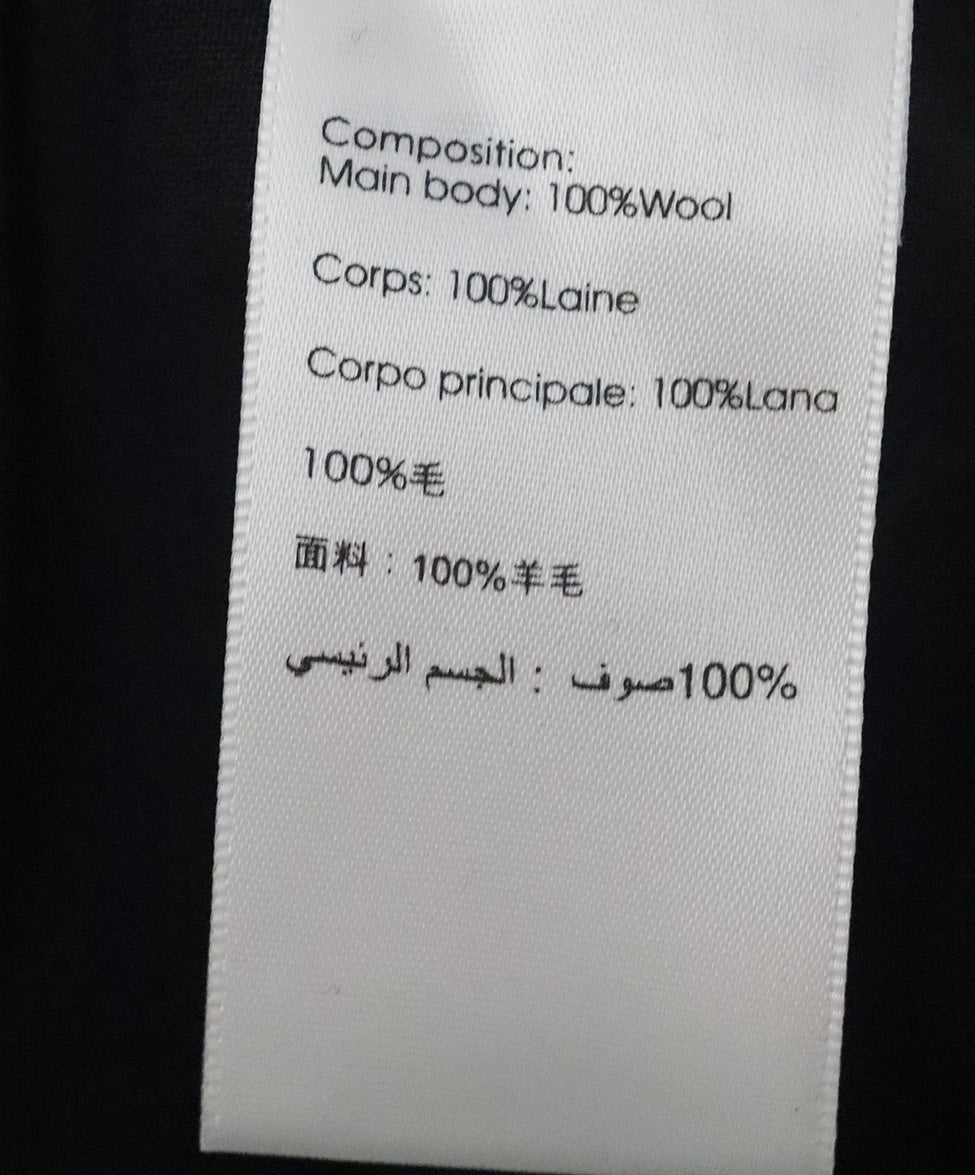 Composition:
Main body: 100%Wool
Corps: 100%Laine
Corpo principale: 100%Lana
100%毛
面料：100%羊毛
100%صوف : الجسم الرئيسي